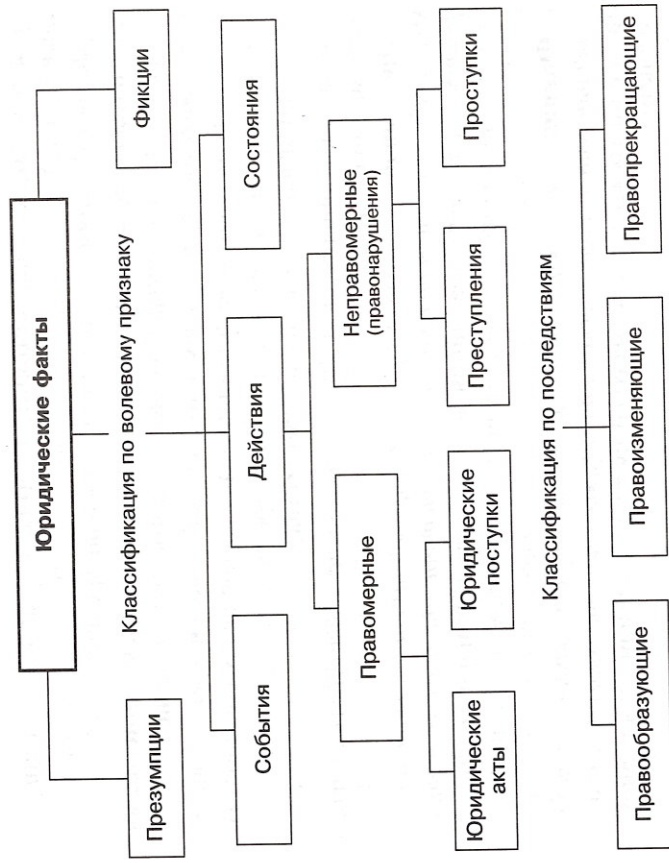 Юридические факты
Презумпции
Фикции
Классификация по волевому признаку
События
Действия
Состояния
Правомерные
Неправомерные
(правонарушения)
Юридические
акты
Юридические
поступки
Преступления
Проступки
Классификация по последствиям
Правообразующие
Правоизменяющие
Правопрекращающие